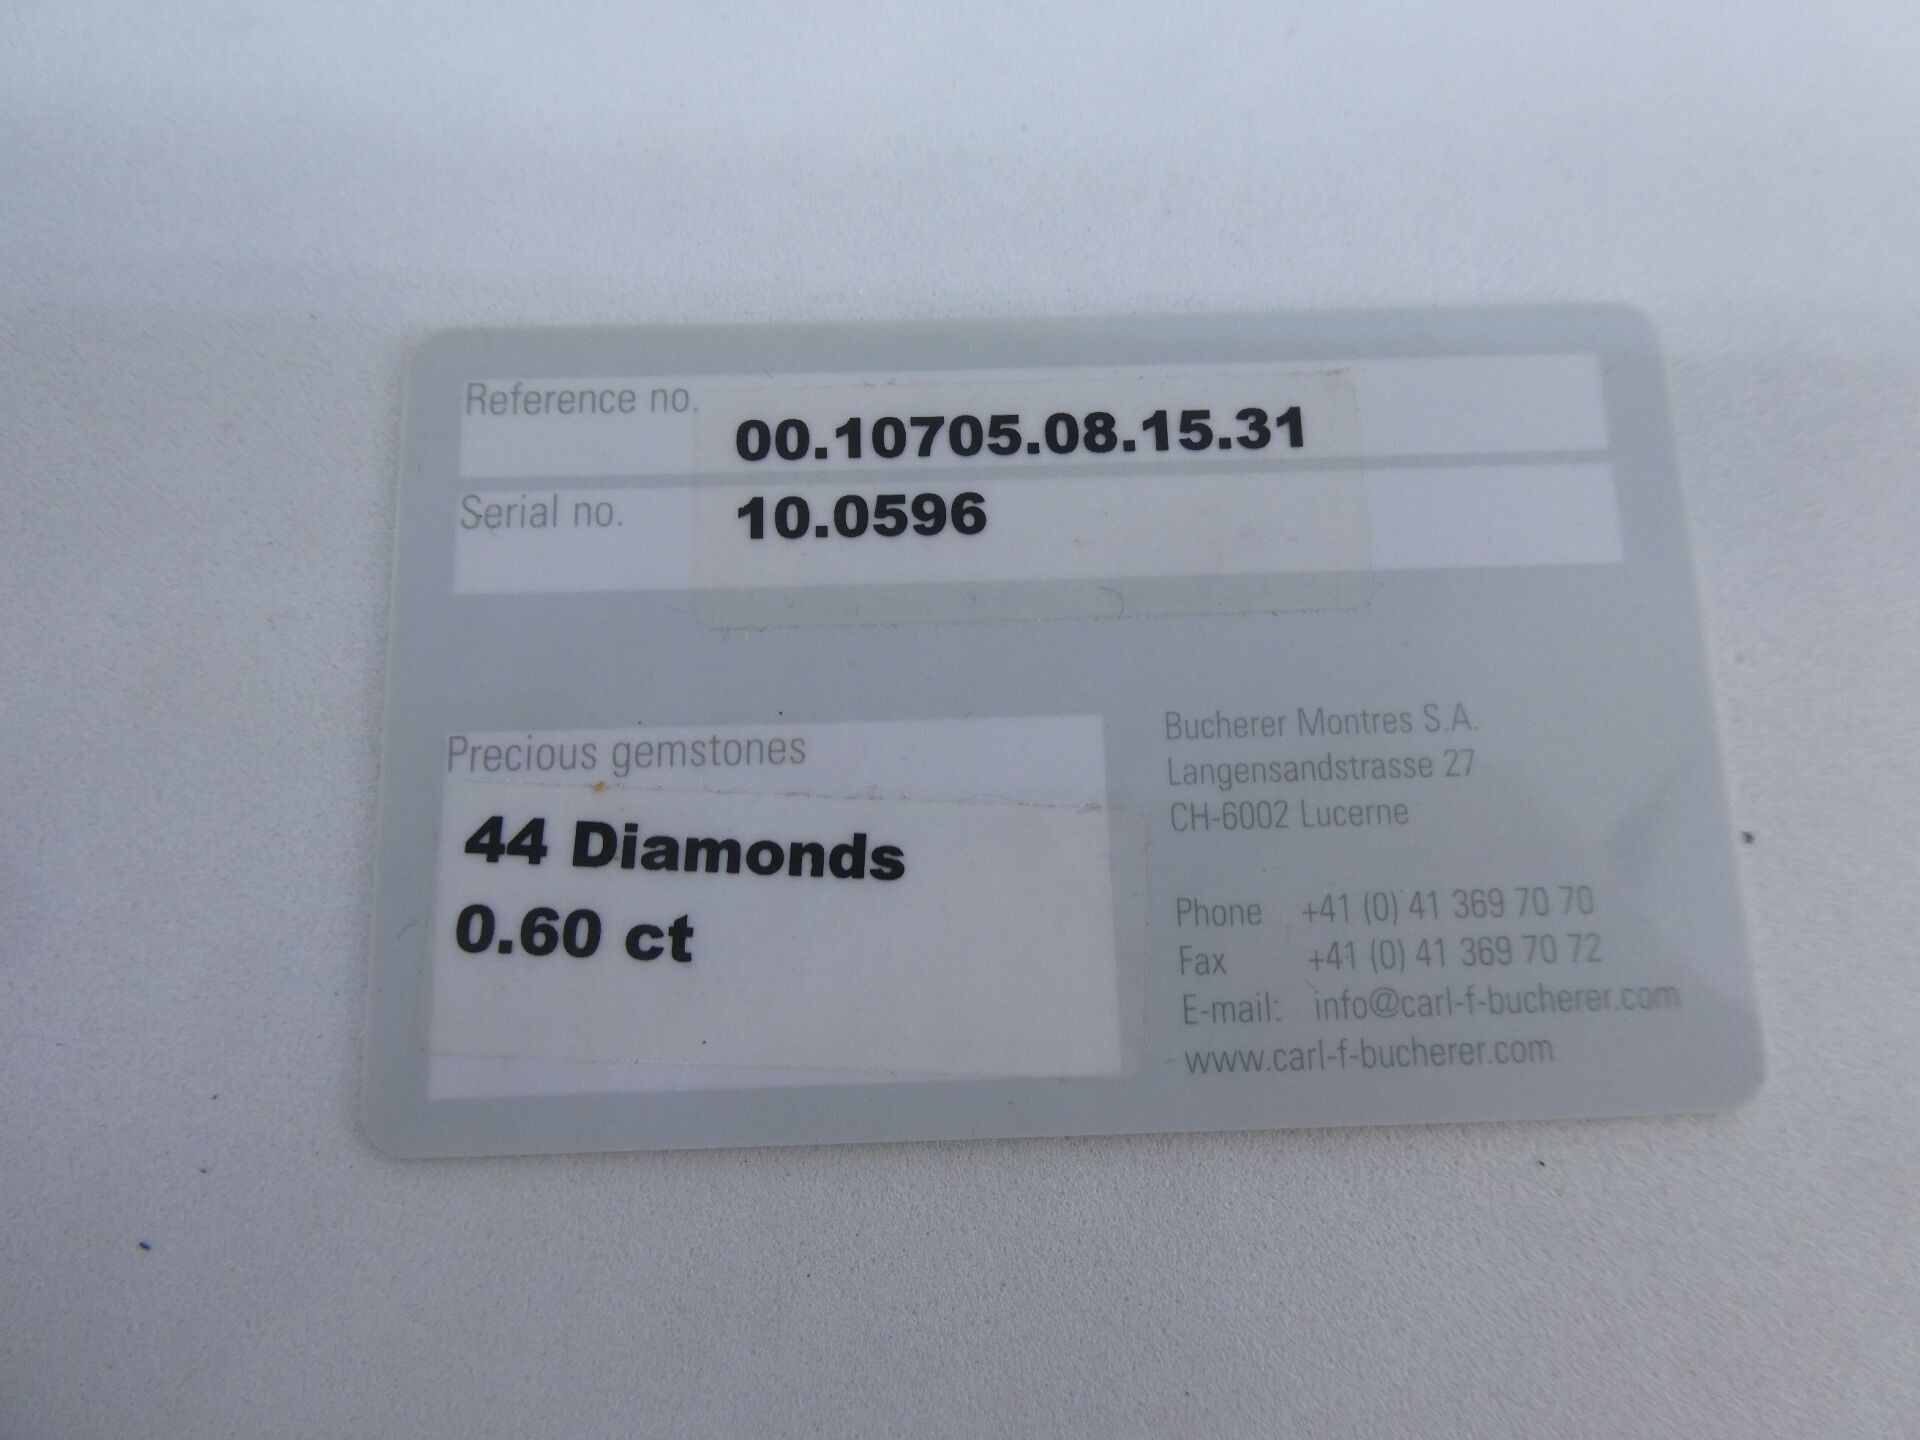 Reference no. 00.10705.08.15.31
Serial no. 10.0596
Precious gemstones
44 Diamonds
0.60 ct
Bucherer Montres S.A.
Langensandstrasse 27
CH-6002 Lucerne
Phone +41 (0) 41 369 70 70
Fax +41 (0) 41 369 70 72
E-mail: info@carl-f-bucherer.com
www.carl-f-bucherer.com